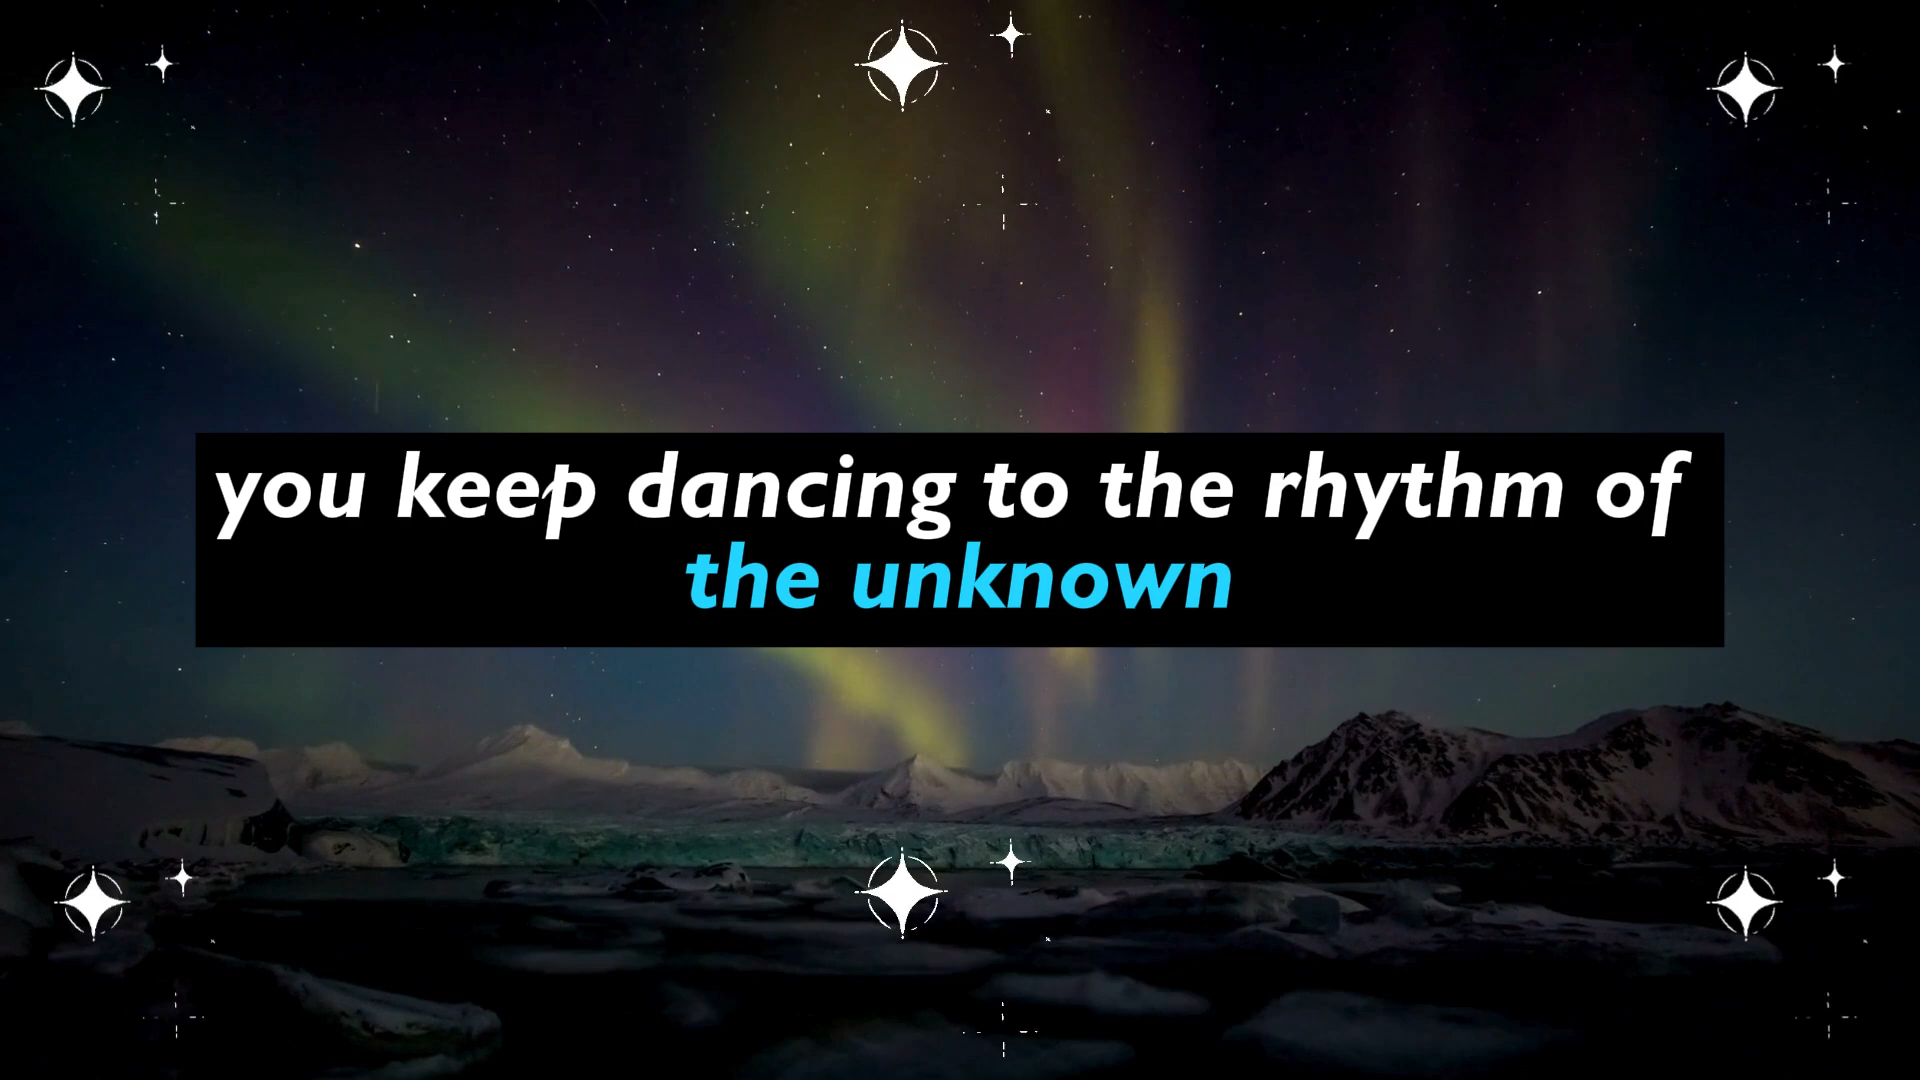 you keep dancing to the rhythm of
the unknown